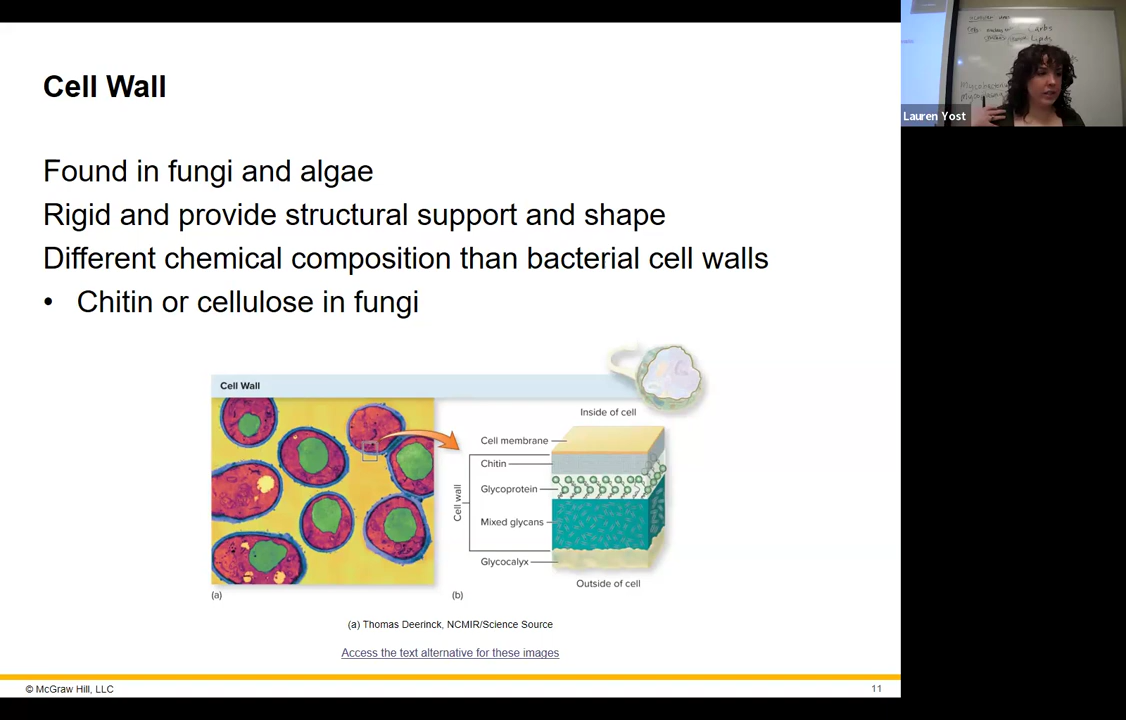 Cell Wall
Found in fungi and algae
Rigid and provide structural support and shape
Different chemical composition than bacterial cell walls
• Chitin or cellulose in fungi
Cell Wall
Inside of cell
Cell membrane
Chitin
Glycoprotein
Cell wall
Mixed glycans
Glycocalyx
Outside of cell
(a)
(b)
(a) Thomas Deerinck, NCMIR/Science Source
Access the text alternative for these images
© McGraw Hill, LLC
11
Carbs
Lipids
Lauren Yost